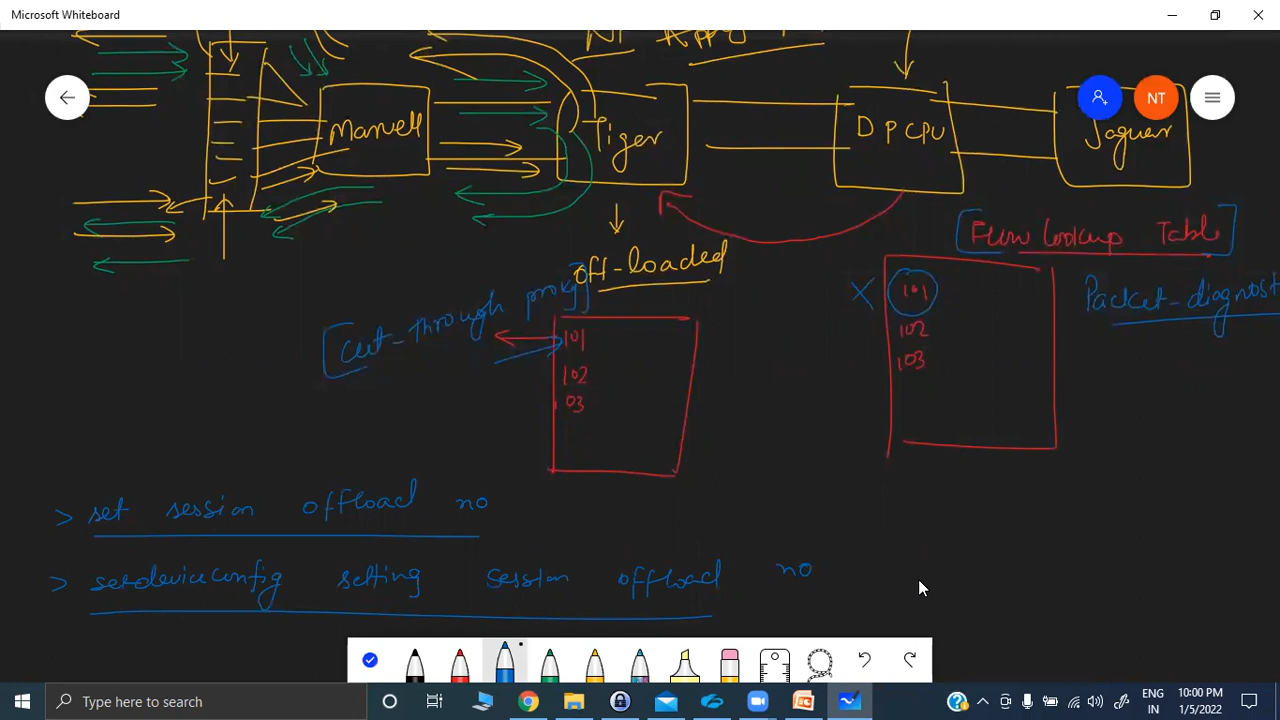 Microsoft Whiteboard
Marvell
Tiger
DPCPU
Jaguar
NT
off-loaded
Flow lookup Table
[cut-through proxy]
101
102
103
X 101
102
103
Packet-diagnost
> set session offload no
> set deviceconfig setting session offload no
Type here to search
ENG
IN
10:00 PM
1/5/2022